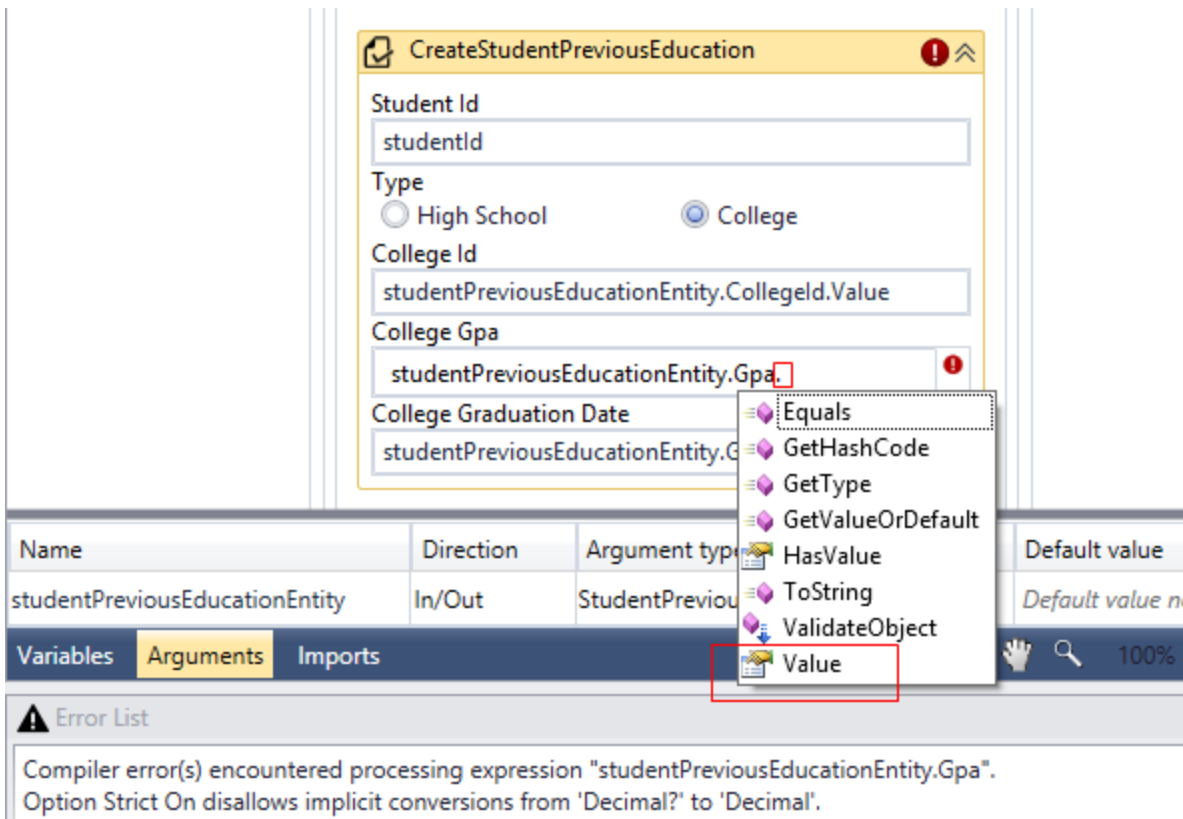 CreateStudentPreviousEducation
Student Id
studentId
Type
High School College
College Id
studentPreviousEducationEntity.CollegeId.Value
College Gpa
studentPreviousEducationEntity.Gpa.
College Graduation Date
studentPreviousEducationEntity.G
Equals
GetHashCode
GetType
GetValueOrDefault
HasValue
ToString
ValidateObject
Value
Name Direction Argument type Default value
studentPreviousEducationEntity In/Out StudentPreviou Default value n
Variables Arguments Imports 100%
Error List
Compiler error(s) encountered processing expression "studentPreviousEducationEntity.Gpa".
Option Strict On disallows implicit conversions from 'Decimal?' to 'Decimal'.